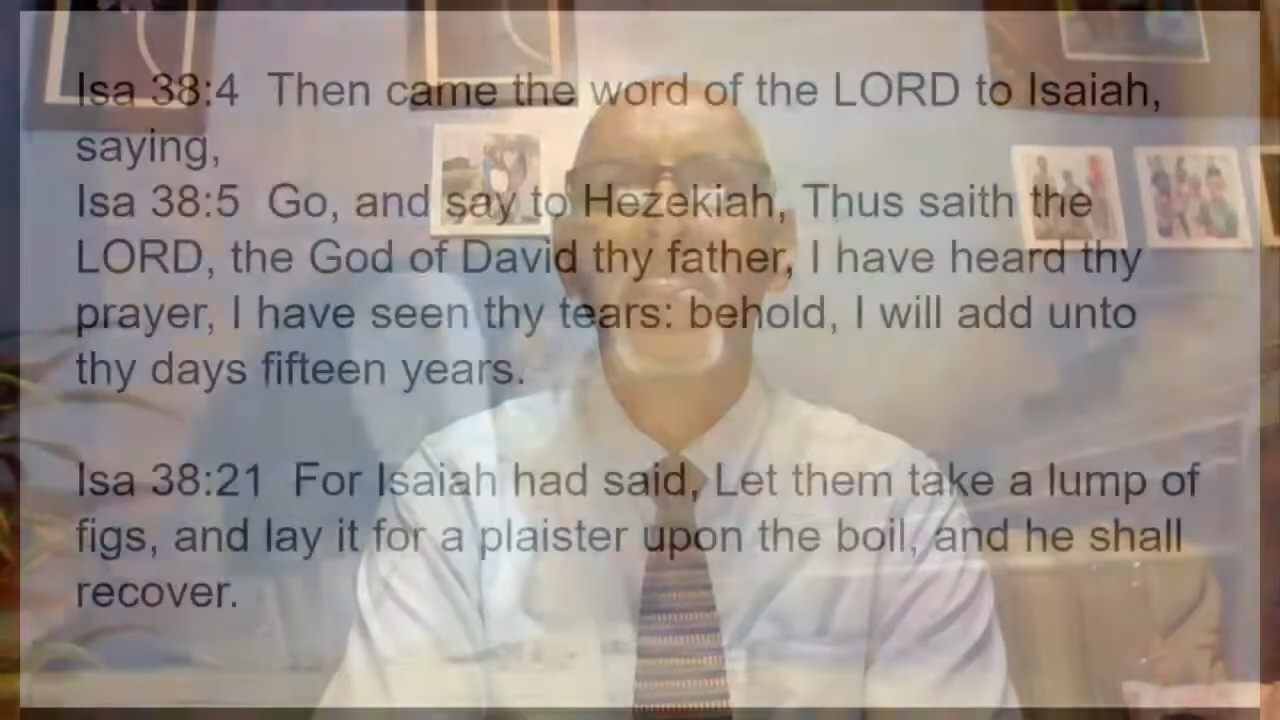 Isa 38:4  Then came the word of the LORD to Isaiah,
saying,
Isa 38:5  Go, and say to Hezekiah, Thus saith the
LORD, the God of David thy father, I have heard thy
prayer, I have seen thy tears: behold, I will add unto
thy days fifteen years.
Isa 38:21  For Isaiah had said, Let them take a lump of
figs, and lay it for a plaister upon the boil, and he shall
recover.